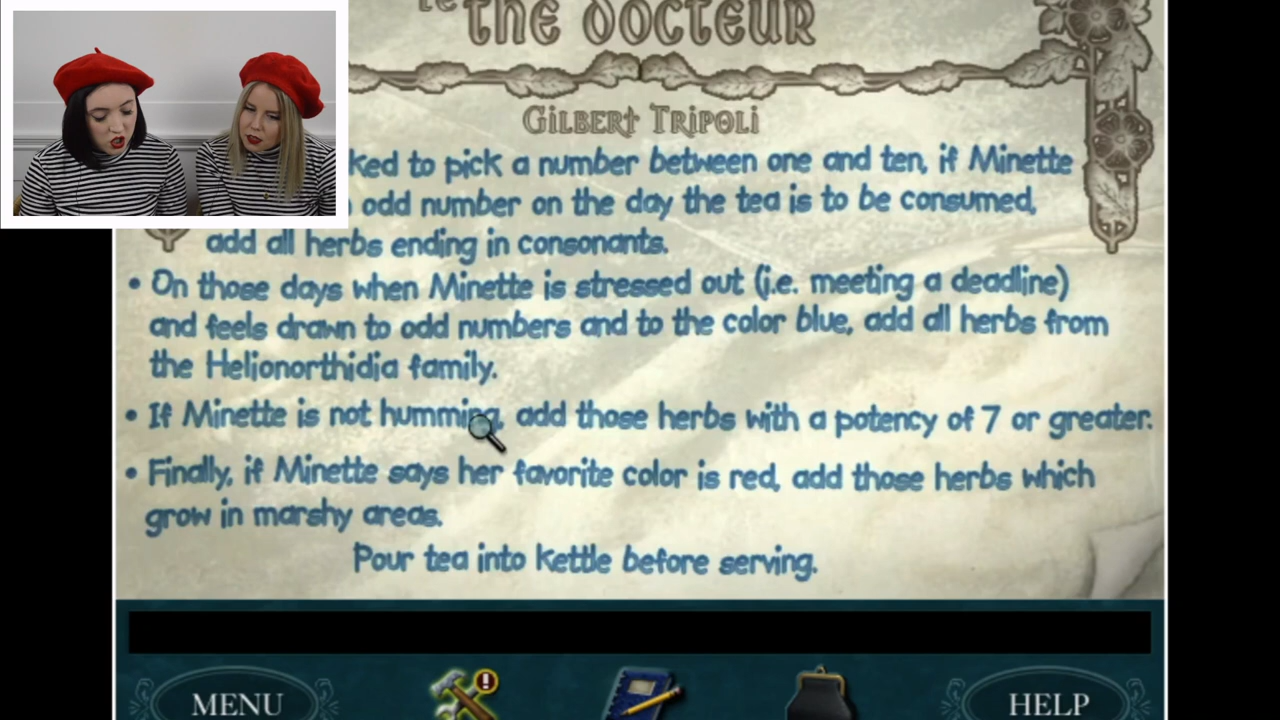 the DOCTEUR
Gilbert Tripoli
to pick a number between one and ten, if Minette
odd number on the day the tea is to be consumed,
add all herbs ending in consonants.
• On those days when Minette is stressed out (i.e. meeting a deadline)
and feels drawn to odd numbers and to the color blue, add all herbs from
the Helionorthidia family.
• If Minette is not humming, add those herbs with a potency of 7 or greater.
• Finally, if Minette says her favorite color is red, add those herbs which
grow in marshy areas.
Pour tea into kettle before serving.
MENU
HELP